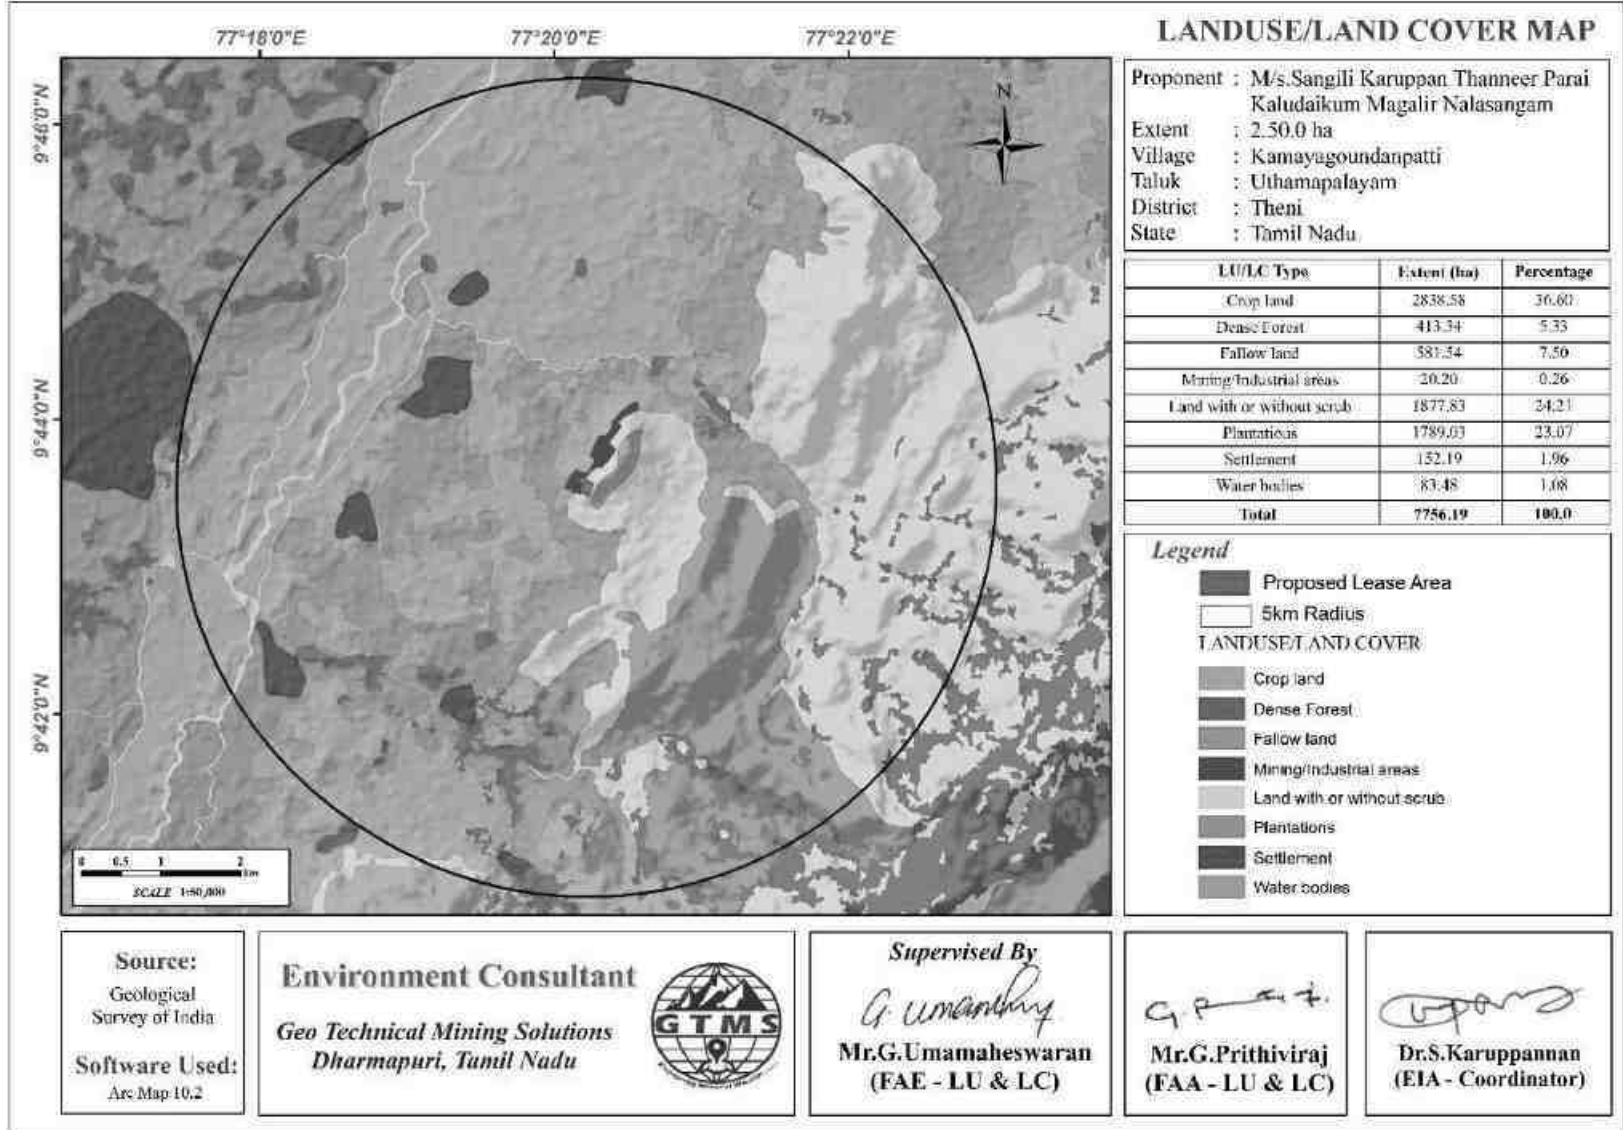 LANDUSE/LAND COVER MAP
77°18'0"E 77°20'0"E 77°22'0"E
9°48'0"N
9°44'0"N
9°42'0"N
N
Proponent : M/s.Sangili Karuppan Thanneer Parai
Kaludaikum Magalir Nalasangam
Extent : 2.50.0 ha
Village : Kamayagoundanpatti
Taluk : Uthamapalayam
District : Theni
State : Tamil Nadu
LU/LC Type Extent (ha) Percentage
Crop land 2838.58 36.60
Dense Forest 413.34 5.33
Fallow land 581.54 7.50
Mining/Industrial areas 20.20 0.26
Land with or without scrub 1877.83 24.21
Plantations 1789.03 23.07
Settlement 152.19 1.96
Water bodies 83.48 1.08
Total 7756.19 100.0
Legend
Proposed Lease Area
5km Radius
LANDUSE/LAND COVER
Crop land
Dense Forest
Fallow land
Mining/Industrial areas
Land with or without scrub
Plantations
Settlement
Water bodies
0 0.5 1 2
km
SCALE 1:50,000
Source:
Geological
Survey of India
Software Used:
Arc Map 10.2
Environment Consultant
Geo Technical Mining Solutions
Dharmapuri, Tamil Nadu
GTMS
Supervised By
G. Umamhy
Mr.G.Umamaheswaran
(FAE - LU & LC)
Mr.G.Prithiviraj
(FAA - LU & LC)
Dr.S.Karuppannan
(EIA - Coordinator)